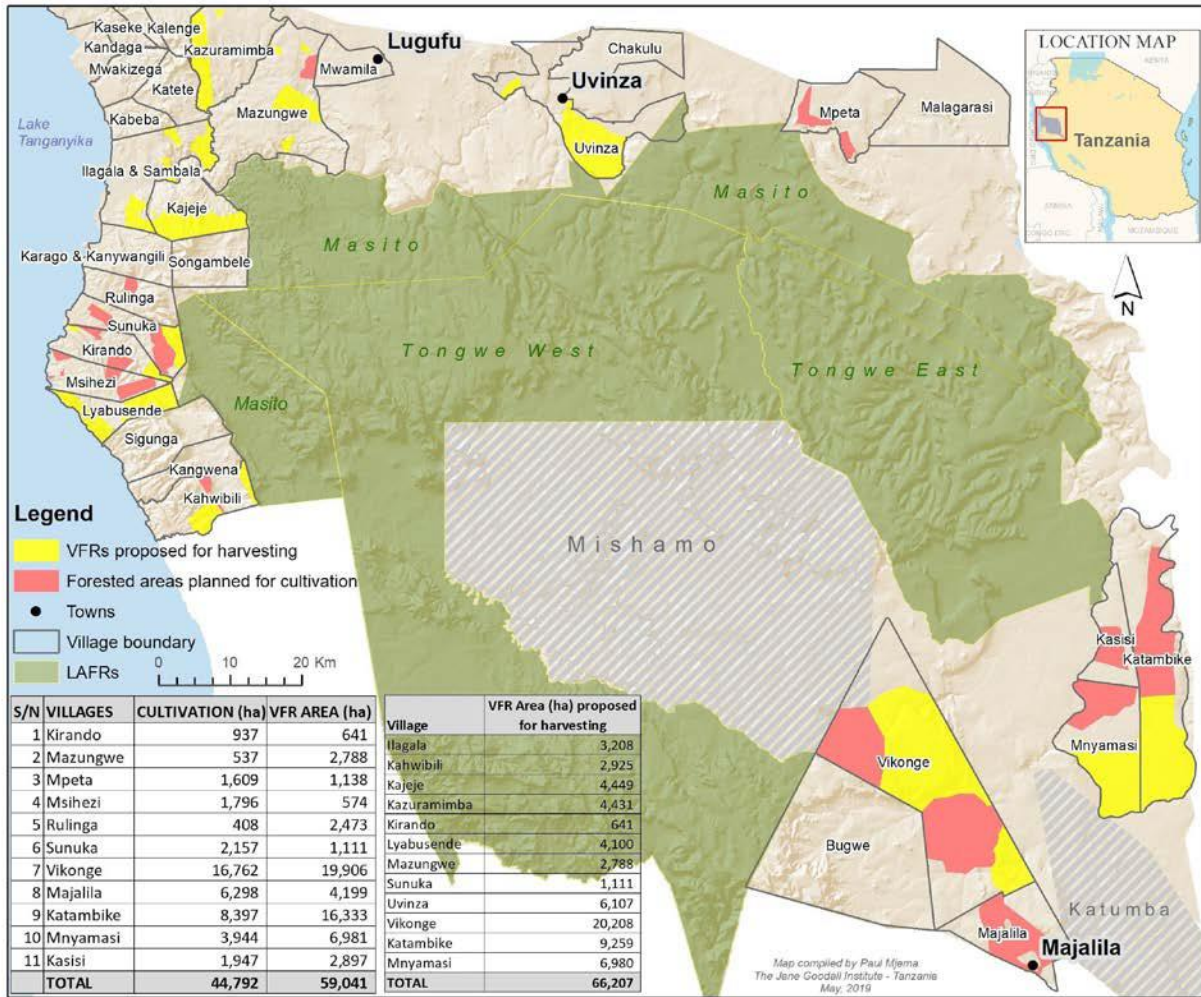 Kaseke Kalenge
Kandaga
Kazuramimba
Mwakizega
Katete
Kabeba
Mwamila
Lugufu
Mazungwe
Lake
Tanganyika
Ilagala & Sambala
Kajeje
Karago & Kanywangili
Songambele
Rulinga
Sunuka
Kirando
Msihezi
Lyabusende
Sigunga
Kangwena
Kahwibili
Chakulu
Uvinza
Uvinza
Mpeta
Malagarasi
Masito
Masito
Masito
Tongwe West
Tongwe East
Mishamo
Kasisi
Katambike
Mnyamasi
Vikonge
Bugwe
Majalila
Majalila
Katumba
LOCATION MAP
KENYA
Tanzania
ZAMBIA
MOZAMBIQUE
N
Legend
VFRs proposed for harvesting
Forested areas planned for cultivation
Towns
Village boundary
LAFRs
0 10 20 Km
S/N VILLAGES CULTIVATION (ha) VFR AREA (ha)
1 Kirando 937 641
2 Mazungwe 537 2,788
3 Mpeta 1,609 1,138
4 Msihezi 1,796 574
5 Rulinga 408 2,473
6 Sunuka 2,157 1,111
7 Vikonge 16,762 19,906
8 Majalila 6,298 4,199
9 Katambike 8,397 16,333
10 Mnyamasi 3,944 6,981
11 Kasisi 1,947 2,897
TOTAL 44,792 59,041
Village VFR Area (ha) proposed
for harvesting
Ilagala 3,208
Kahwibili 2,925
Kajeje 4,449
Kazuramimba 4,431
Kirando 641
Lyabusende 4,100
Mazungwe 2,788
Sunuka 1,111
Uvinza 6,107
Vikonge 20,208
Katambike 9,259
Mnyamasi 6,980
TOTAL 66,207
Map compiled by Paul Mjema
The Jane Goodall Institute - Tanzania
May, 2019